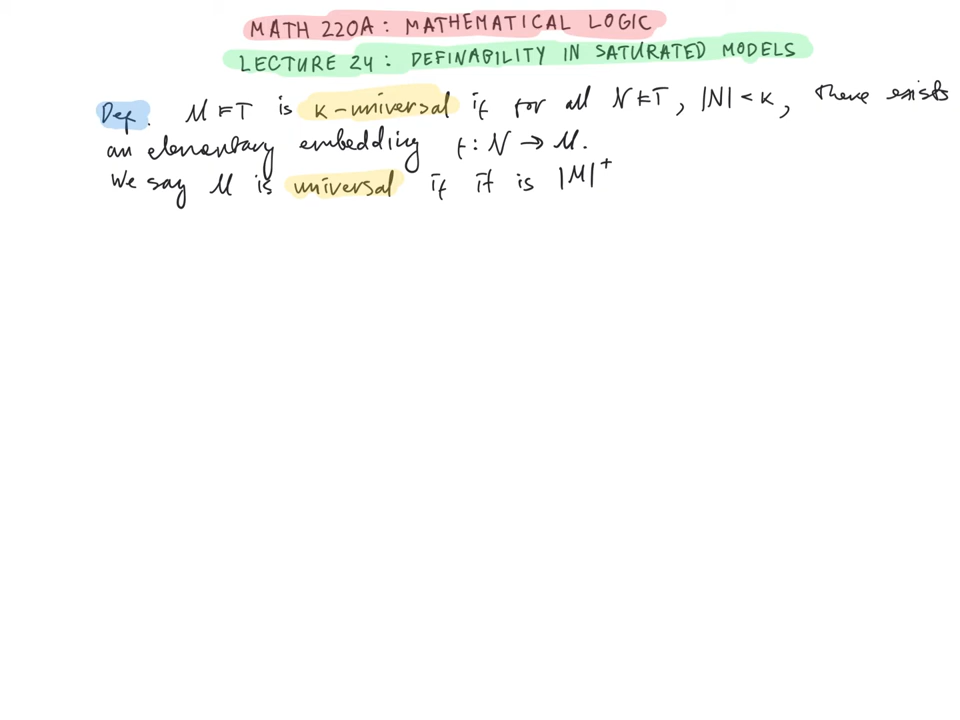 MATH 220A: MATHEMATICAL LOGIC
LECTURE 24: DEFINABILITY IN SATURATED MODELS
Def. M ⊨ T is κ-universal if for all N ⊨ T, |N| < κ, there exists
an elementary embedding f: N → M.
We say M is universal if it is |M|⁺